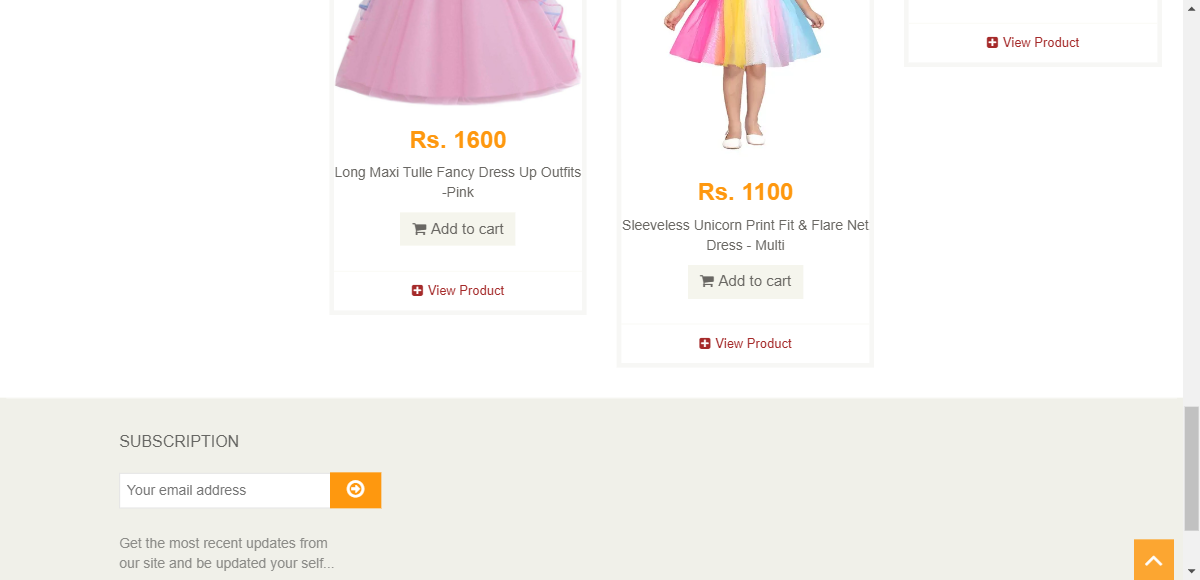 View Product
Rs. 1600
Long Maxi Tulle Fancy Dress Up Outfits
-Pink
Add to cart
View Product
Rs. 1100
Sleeveless Unicorn Print Fit & Flare Net
Dress - Multi
Add to cart
View Product
SUBSCRIPTION
Your email address
Get the most recent updates from
our site and be updated your self...